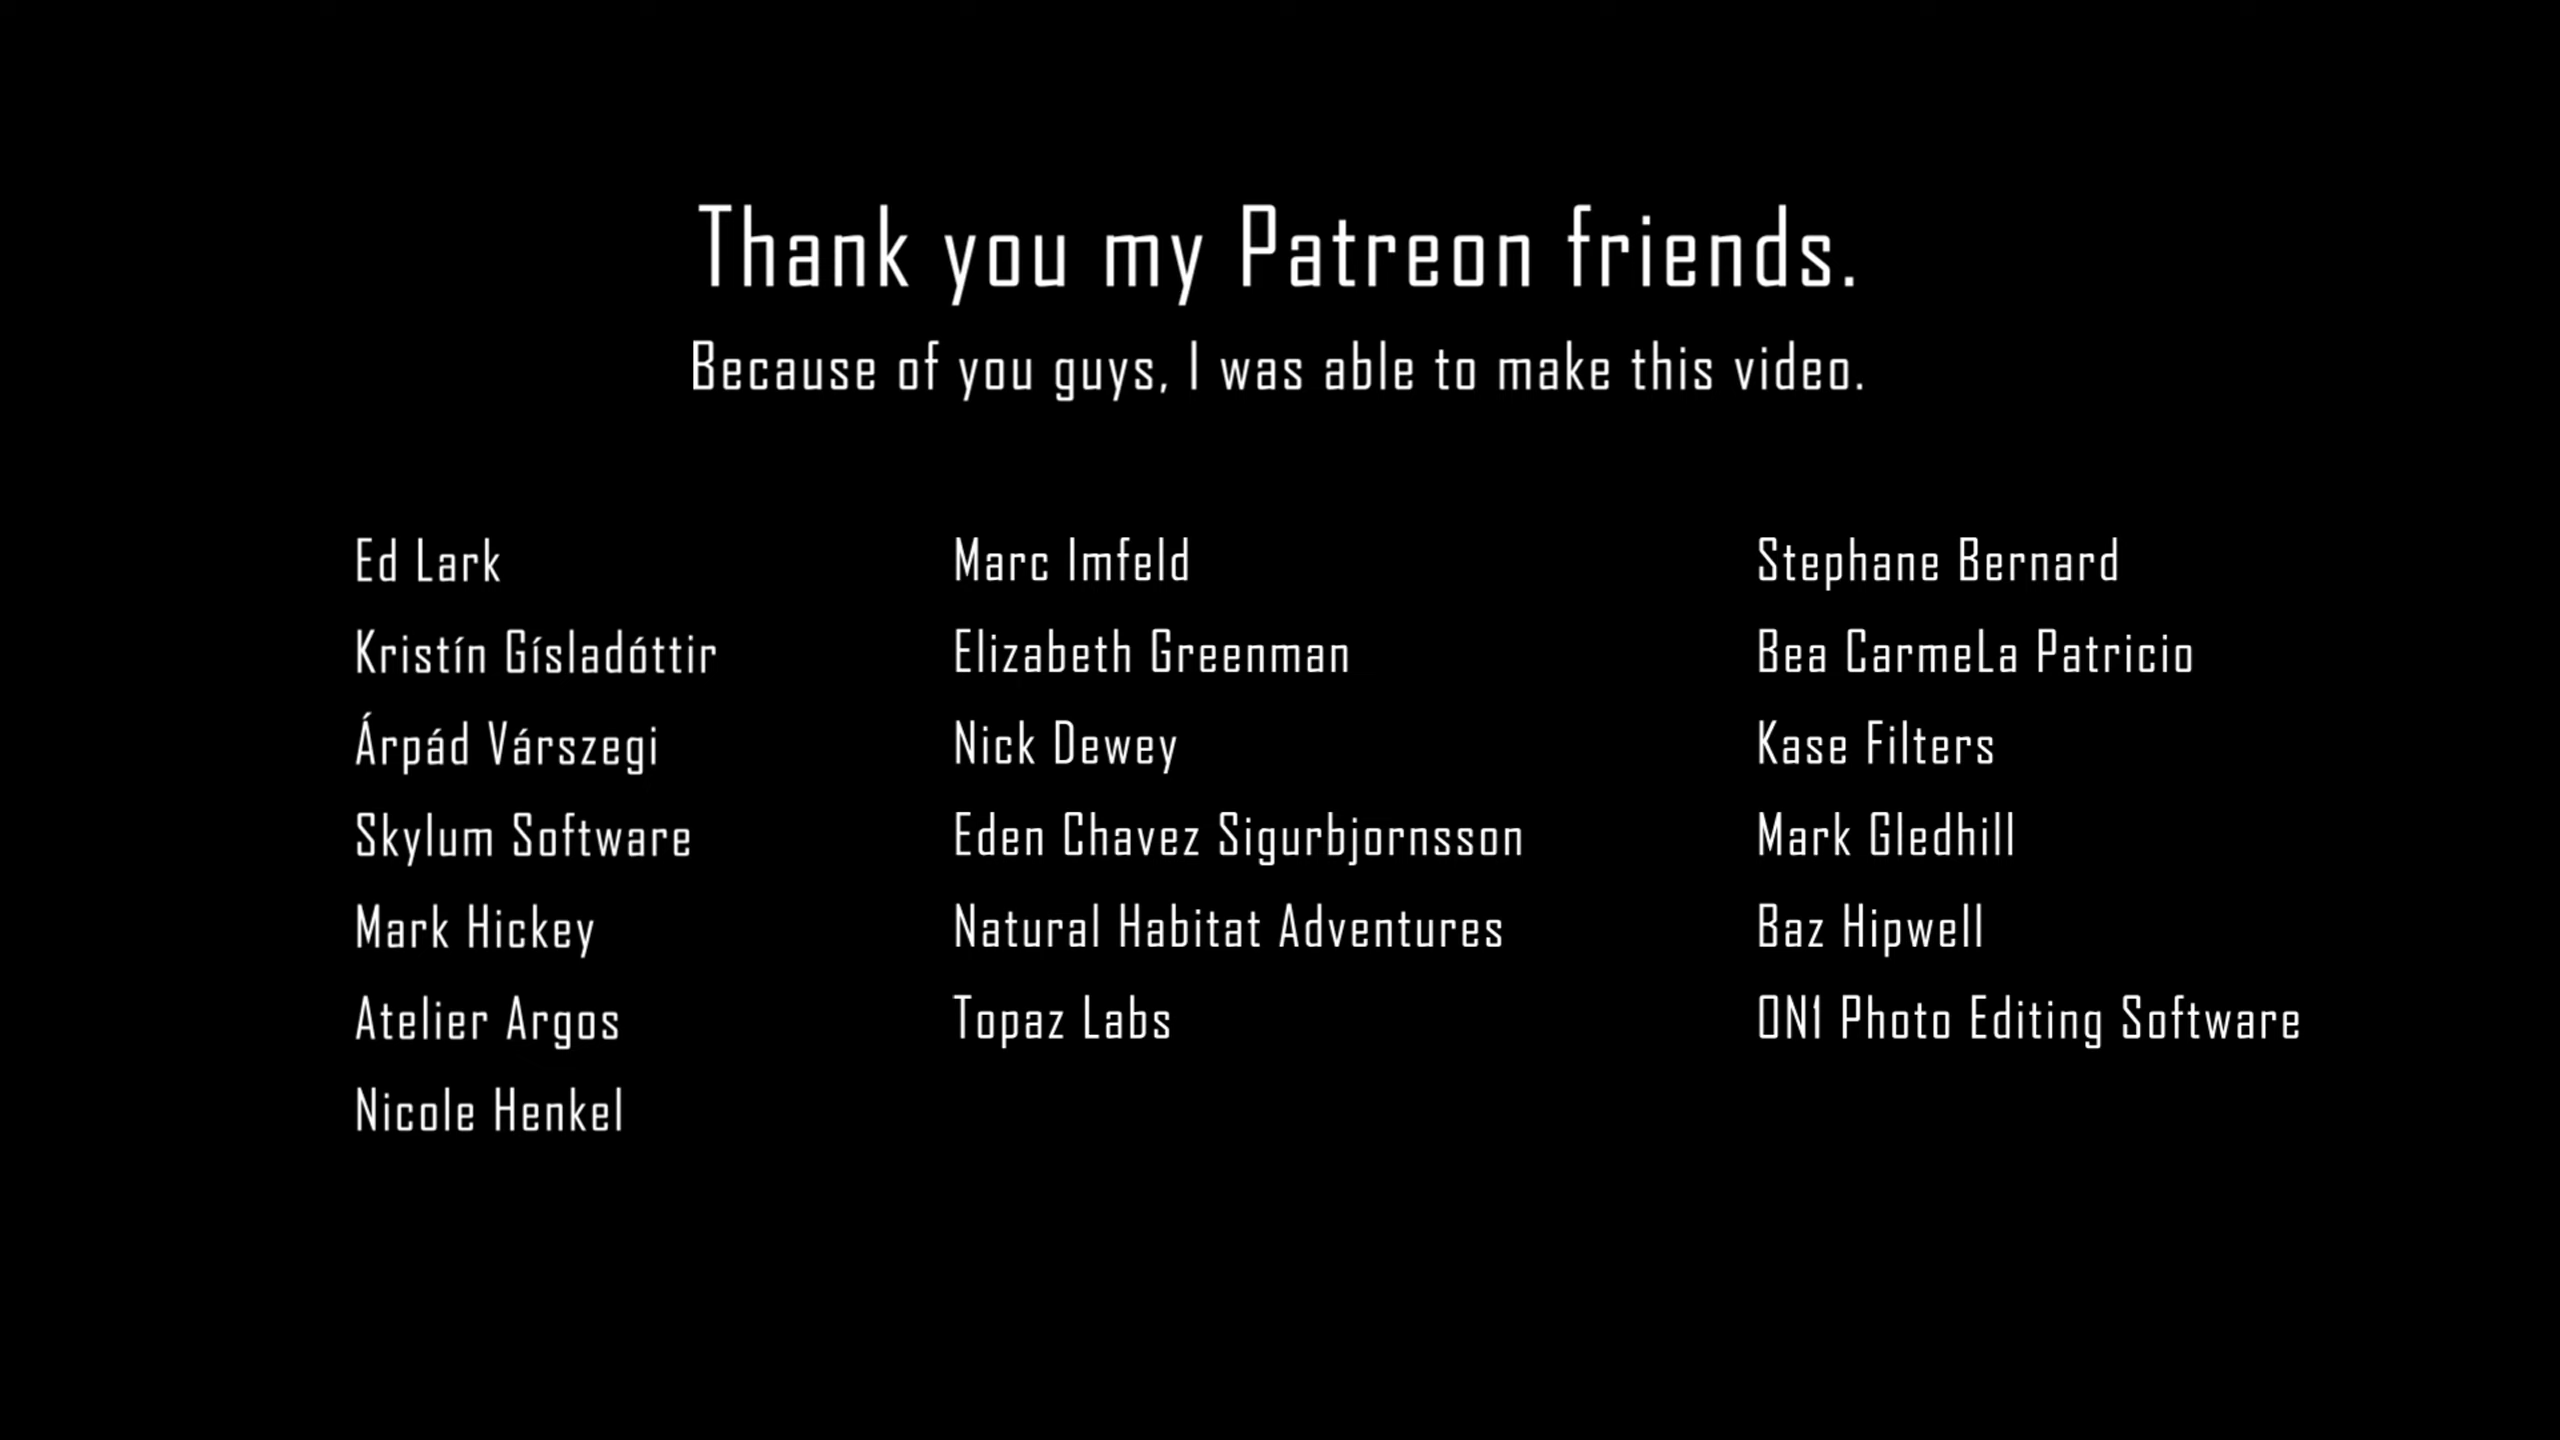 Thank you my Patreon friends.
Because of you guys, I was able to make this video.
Ed Lark
Kristín Gísladóttir
Árpád Várszegi
Skylum Software
Mark Hickey
Atelier Argos
Nicole Henkel
Marc Imfeld
Elizabeth Greenman
Nick Dewey
Eden Chavez Sigurbjornsson
Natural Habitat Adventures
Topaz Labs
Stephane Bernard
Bea CarmeLa Patricio
Kase Filters
Mark Gledhill
Baz Hipwell
ON1 Photo Editing Software